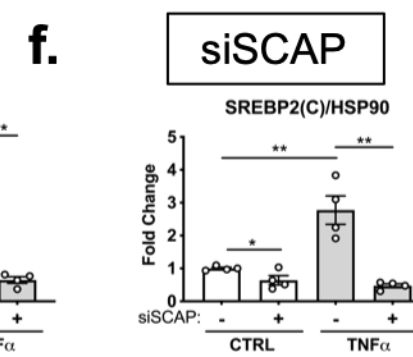 f.
siSCAP
SREBP2(C)/HSP90
Fold Change
5
4
3
2
1
0
**
**
*
*
siSCAP: - + - +
CTRL TNFα
+
Fα